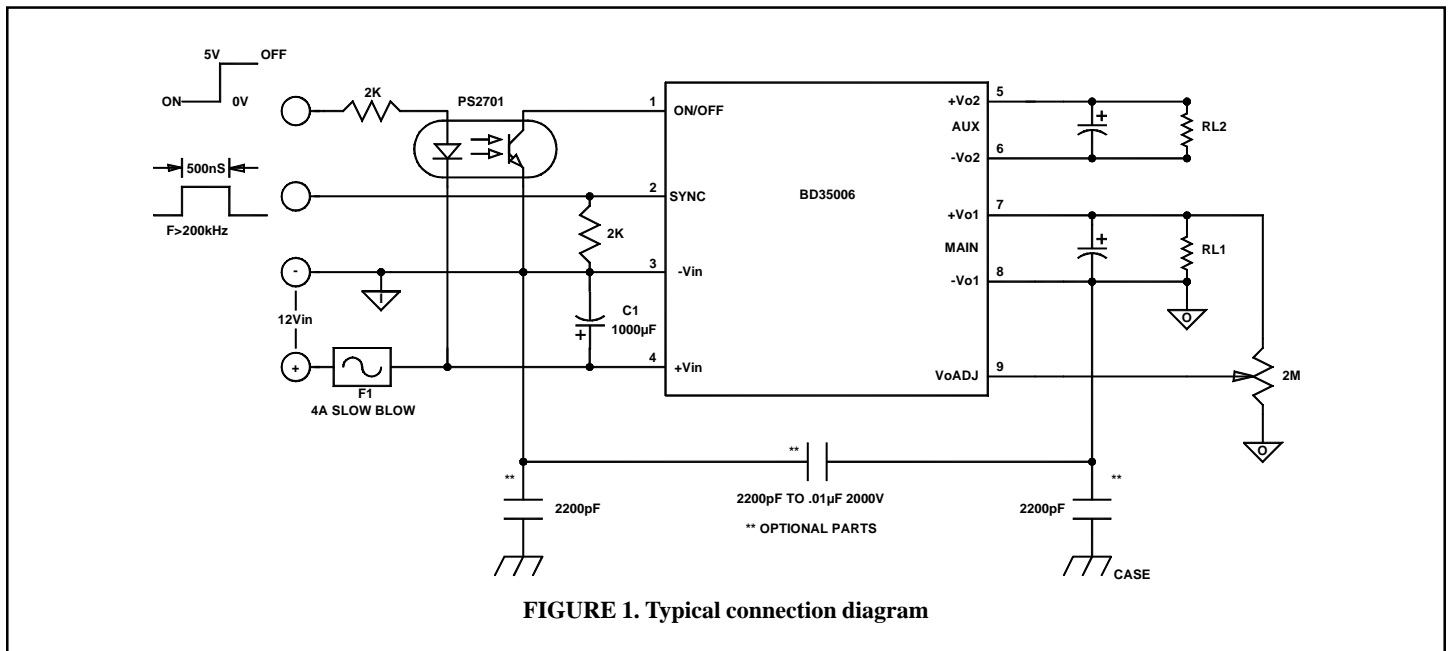 5V OFF
ON 0V
2K
PS2701
1 ON/OFF
500nS
F>200kHz
2 SYNC
2K
- 3 -Vin
I
12Vin
C1
1000µF
+ 4 +Vin
F1
4A SLOW BLOW
BD35006
+Vo2 5
AUX
-Vo2 6
+
RL2
+Vo1 7
MAIN
-Vo1 8
+
RL1
O
VoADJ 9
2M
O
+
**
2200pF
**
2200pF TO .01µF 2000V
** OPTIONAL PARTS
**
2200pF
CASE
FIGURE 1. Typical connection diagram